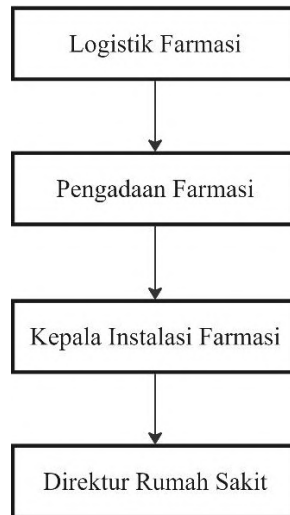 Logistik Farmasi
Pengadaan Farmasi
Kepala Instalasi Farmasi
Direktur Rumah Sakit